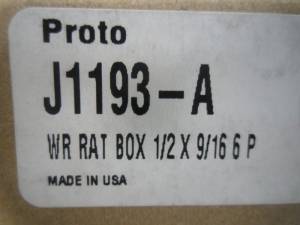 Proto
J1193-A
WR RAT BOX 1/2 X 9/16 6 P
MADE IN USA